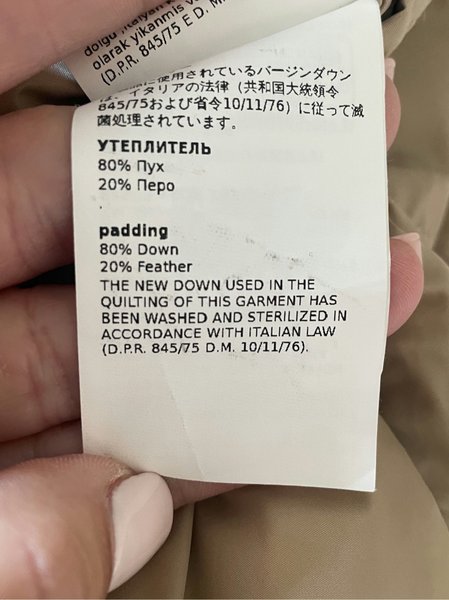 dolgu, İtalyan
olarak yıkanmış v
(D.P.R. 845/75 E D. M.
に使用されているバージンダウン
イタリアの法律(共和国大統領令
845/75および省令10/11/76)に従って滅
菌処理されています。
УТЕПЛИТЕЛЬ
80% Пух
20% Перо
.
padding
80% Down
20% Feather
THE NEW DOWN USED IN THE
QUILTING OF THIS GARMENT HAS
BEEN WASHED AND STERILIZED IN
ACCORDANCE WITH ITALIAN LAW
(D.P.R. 845/75 D.M. 10/11/76).